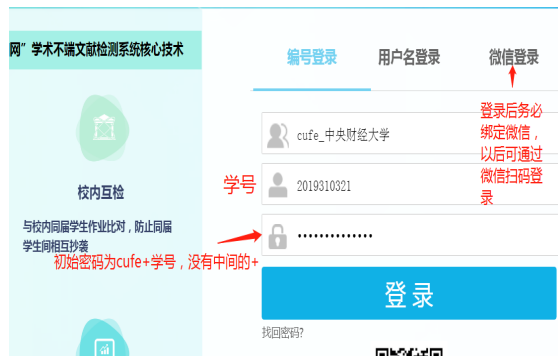 网”学术不端文献检测系统核心技术
编号登录
用户名登录
微信登录
登录后务必
绑定微信，
以后可通过
微信扫码登
录
cufe_中央财经大学
学号
2019310321
校内互检
与校内同届学生作业比对，防止同届
学生间相互抄袭
初始密码为cufe+学号，没有中间的+
登录
找回密码?